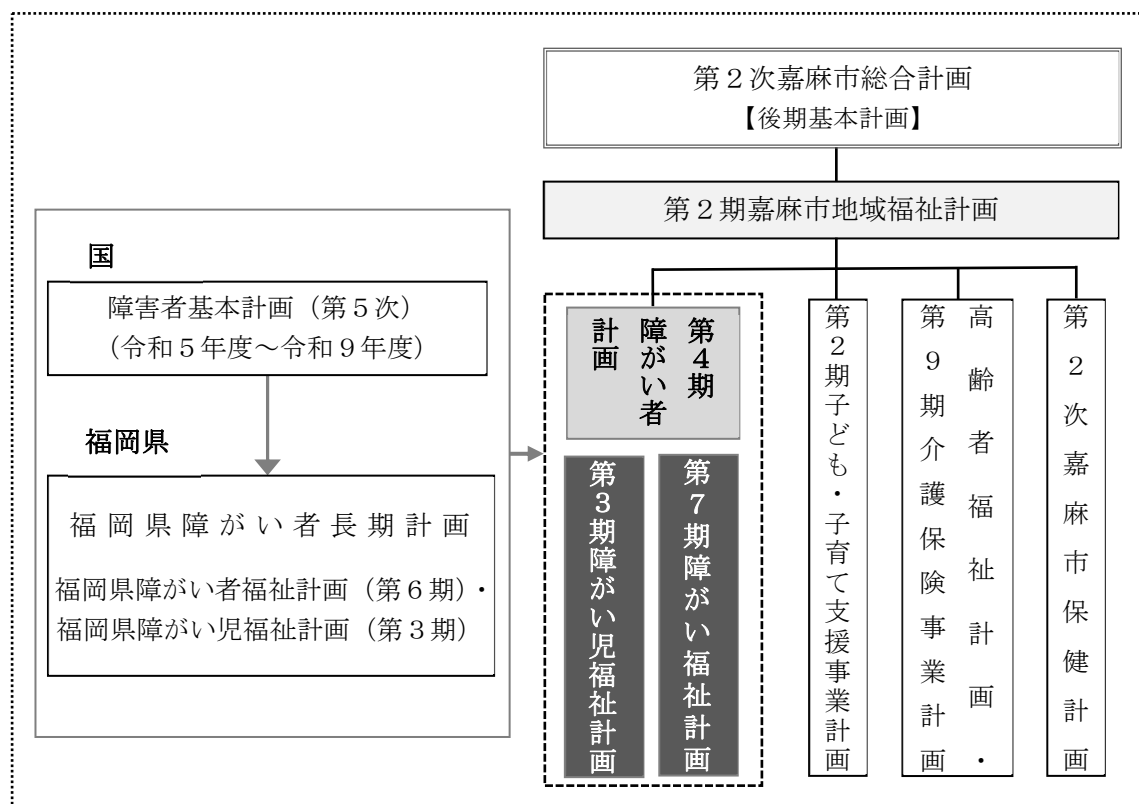 第２次嘉麻市総合計画
【後期基本計画】
第２期嘉麻市地域福祉計画
国
障害者基本計画（第５次）
（令和５年度～令和９年度）
福岡県
福岡県障がい者長期計画
福岡県障がい者福祉計画（第６期）・
福岡県障がい児福祉計画（第３期）
第４期
障がい者
計画
第７期障がい福祉計画
第３期障がい児福祉計画
第２期子ども・子育て支援事業計画
高齢者福祉計画・
第９期介護保険事業計画
第２次嘉麻市保健計画